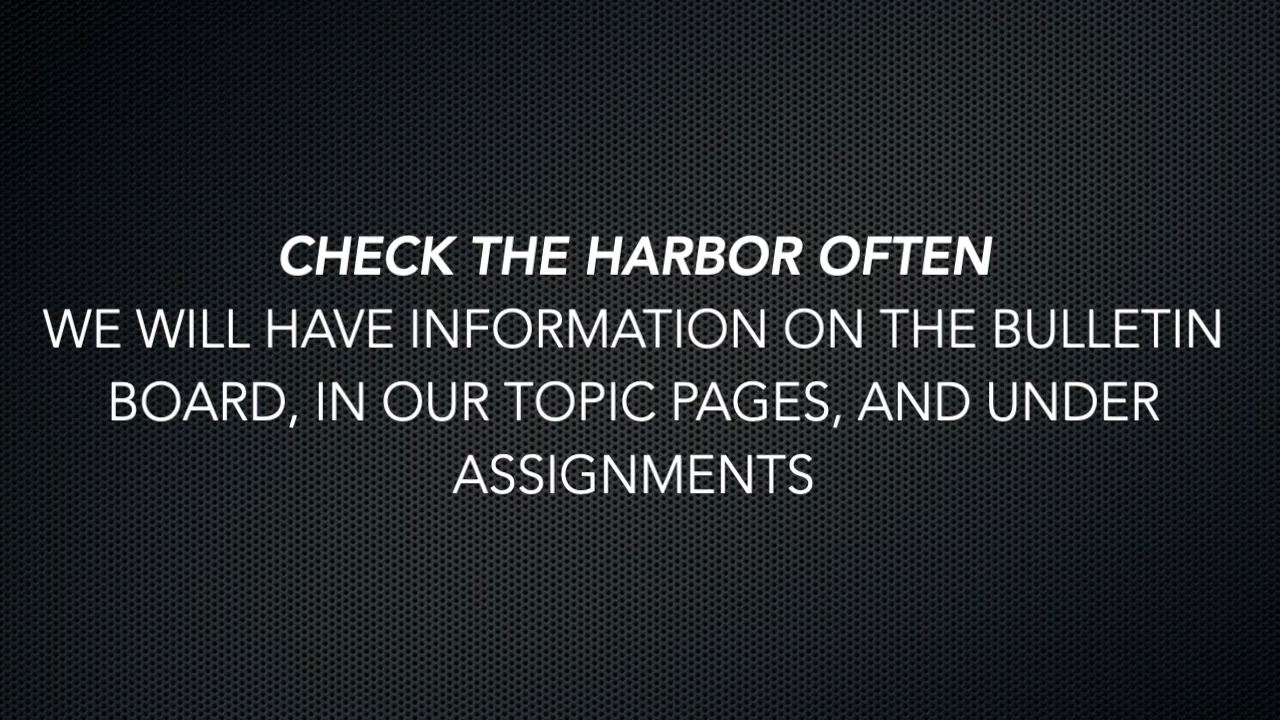 CHECK THE HARBOR OFTEN
WE WILL HAVE INFORMATION ON THE BULLETIN
BOARD, IN OUR TOPIC PAGES, AND UNDER
ASSIGNMENTS